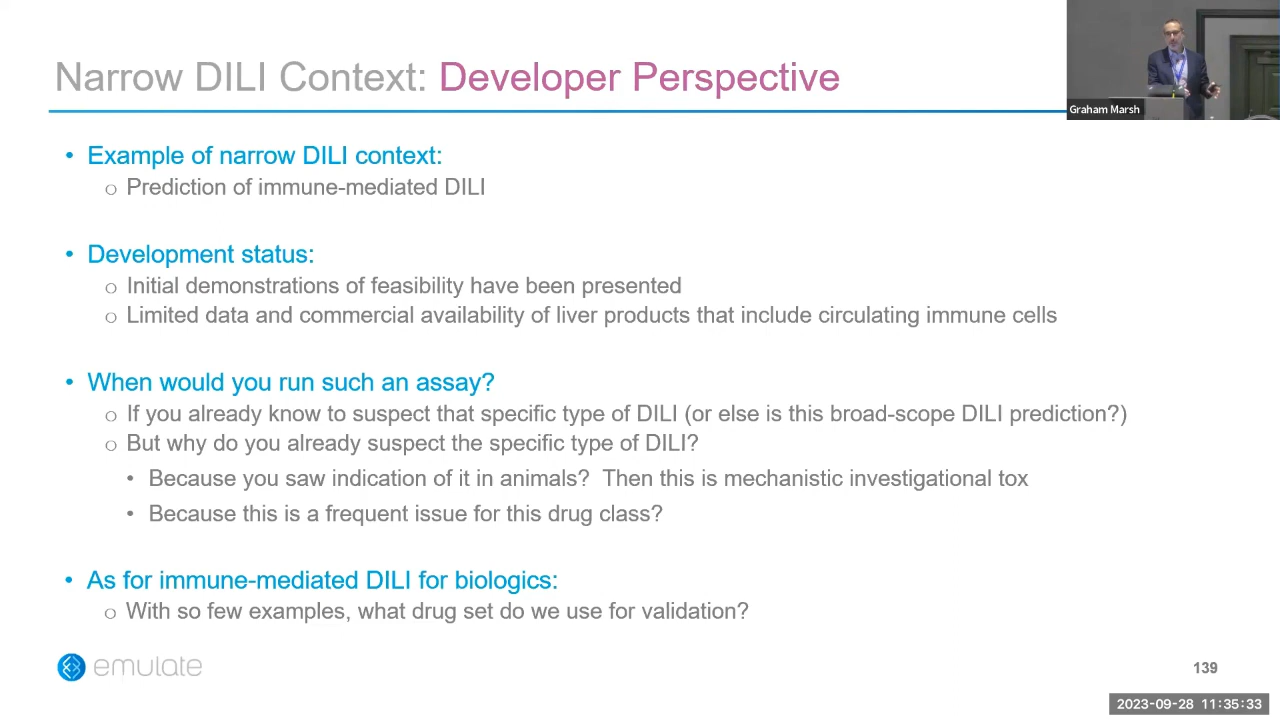 Narrow DILI Context: Developer Perspective
Graham Marsh
• Example of narrow DILI context:
o Prediction of immune-mediated DILI
• Development status:
o Initial demonstrations of feasibility have been presented
o Limited data and commercial availability of liver products that include circulating immune cells
• When would you run such an assay?
o If you already know to suspect that specific type of DILI (or else is this broad-scope DILI prediction?)
o But why do you already suspect the specific type of DILI?
• Because you saw indication of it in animals?  Then this is mechanistic investigational tox
• Because this is a frequent issue for this drug class?
• As for immune-mediated DILI for biologics:
o With so few examples, what drug set do we use for validation?
emulate
139
2023-09-28 11:35:33